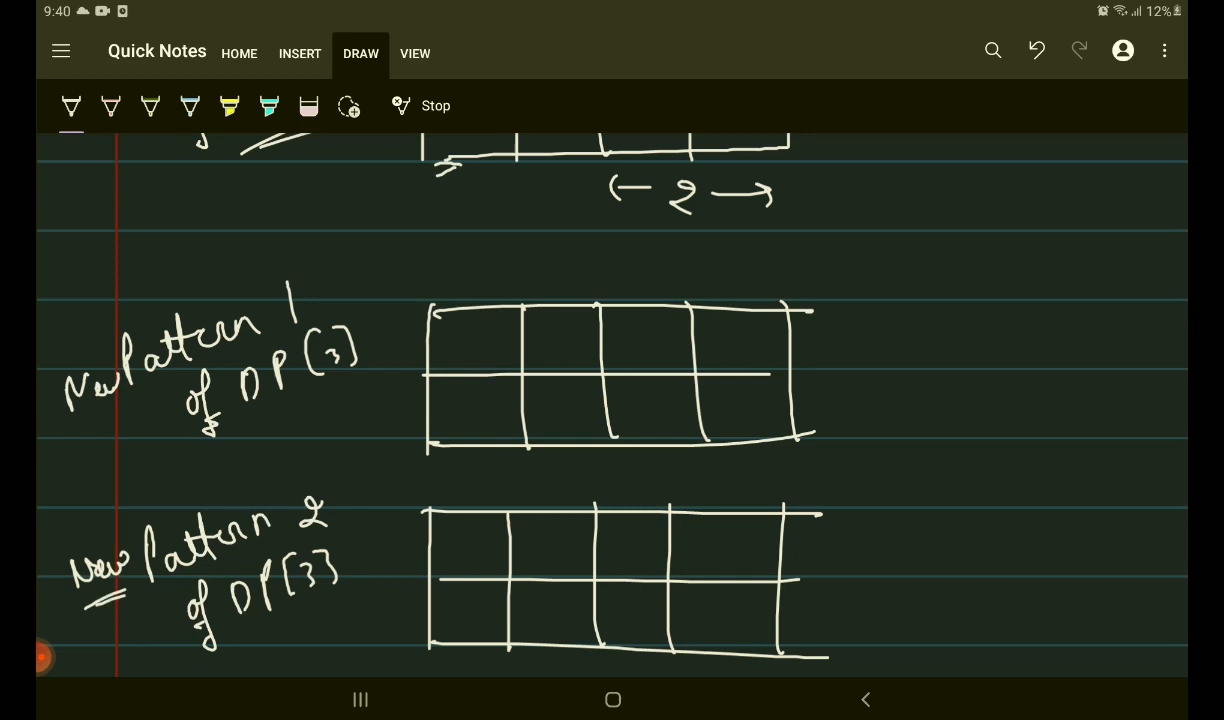 9:40
12%
Quick Notes HOME INSERT DRAW VIEW
Stop
2
New Pattern 1
of DP[3]
New Pattern 2
of DP[3]